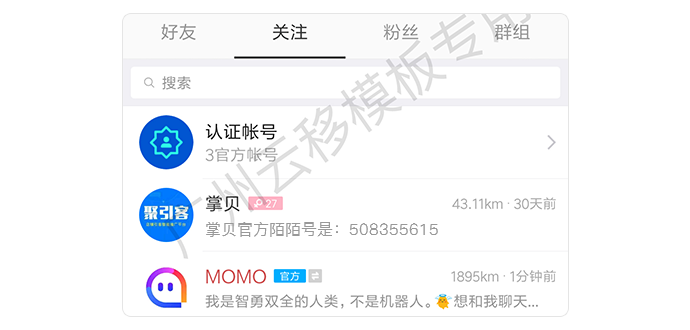 好友 关注 粉丝 群组
搜索
认证帐号
3官方帐号
聚引客
掌贝 27 43.11km · 30天前
掌贝官方陌陌号是：508355615
MOMO 官方 1895km · 1分钟前
我是智勇双全的人类，不是机器人。😇想和我聊天...
广州云移模板专用